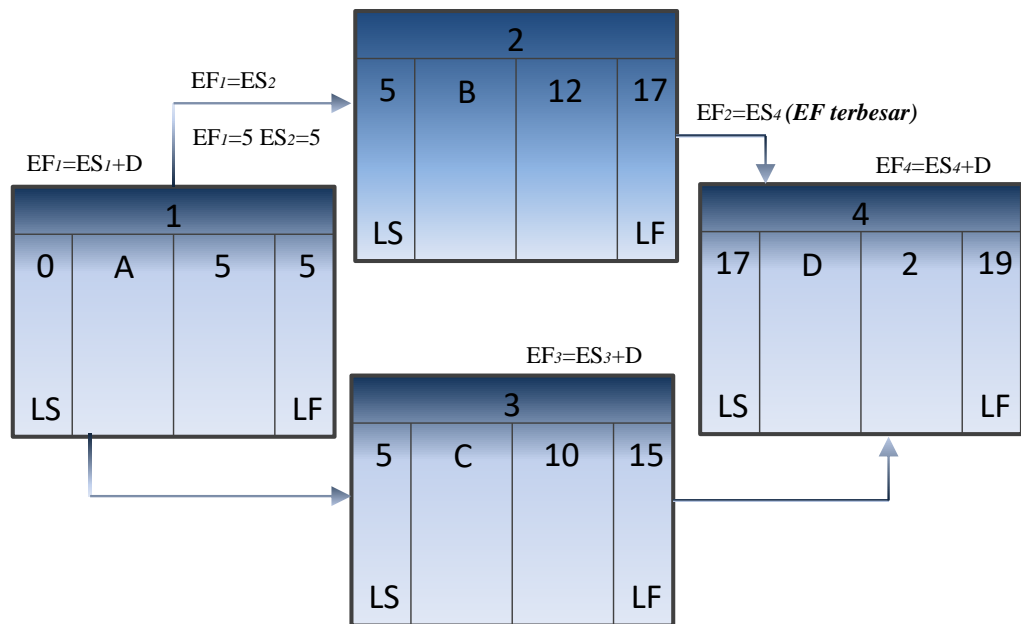 2
5 B 12 17
LS LF
EF1=ES2
EF1=5 ES2=5
EF1=ES1+D
1
0 A 5 5
LS LF
EF2=ES4 (EF terbesar)
EF4=ES4+D
4
17 D 2 19
LS LF
EF3=ES3+D
3
5 C 10 15
LS LF